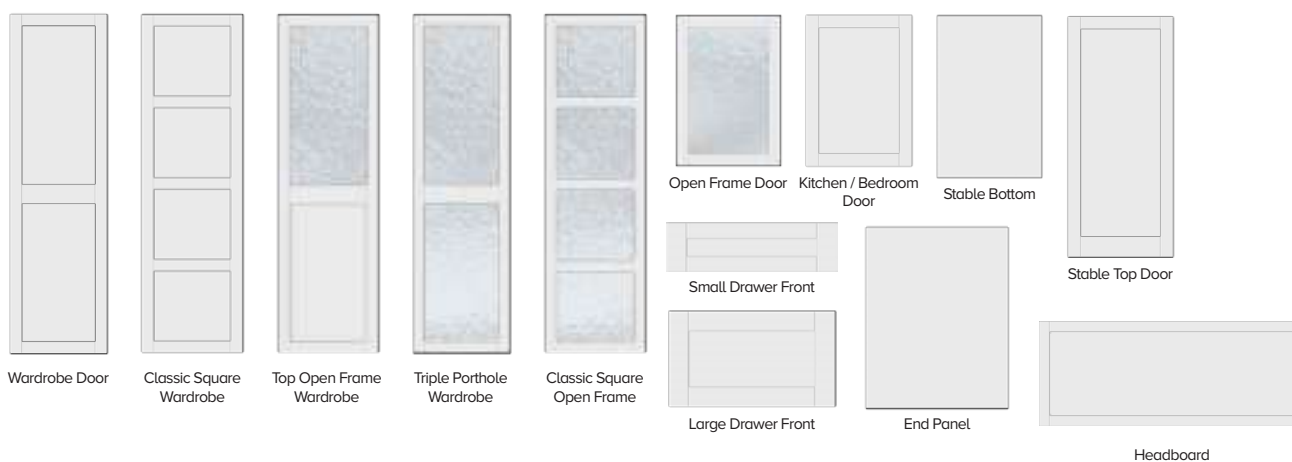 Wardrobe Door
Classic Square
Wardrobe
Top Open Frame
Wardrobe
Triple Porthole
Wardrobe
Classic Square
Open Frame
Open Frame Door
Kitchen / Bedroom
Door
Stable Bottom
Stable Top Door
Small Drawer Front
Large Drawer Front
End Panel
Headboard